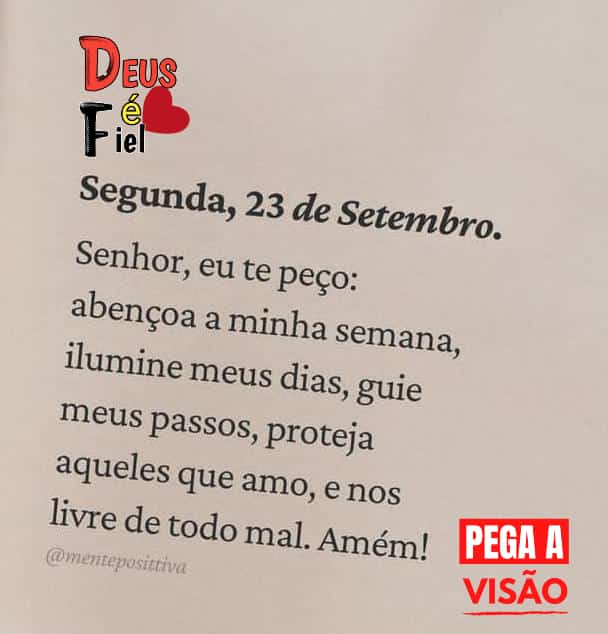 DEUS
é
Fiel
Segunda, 23 de Setembro.
Senhor, eu te peço:
abençoa a minha semana,
ilumine meus dias, guie
meus passos, proteja
aqueles que amo, e nos
livre de todo mal. Amém!
@menteposittiva
PEGA A
VISÃO